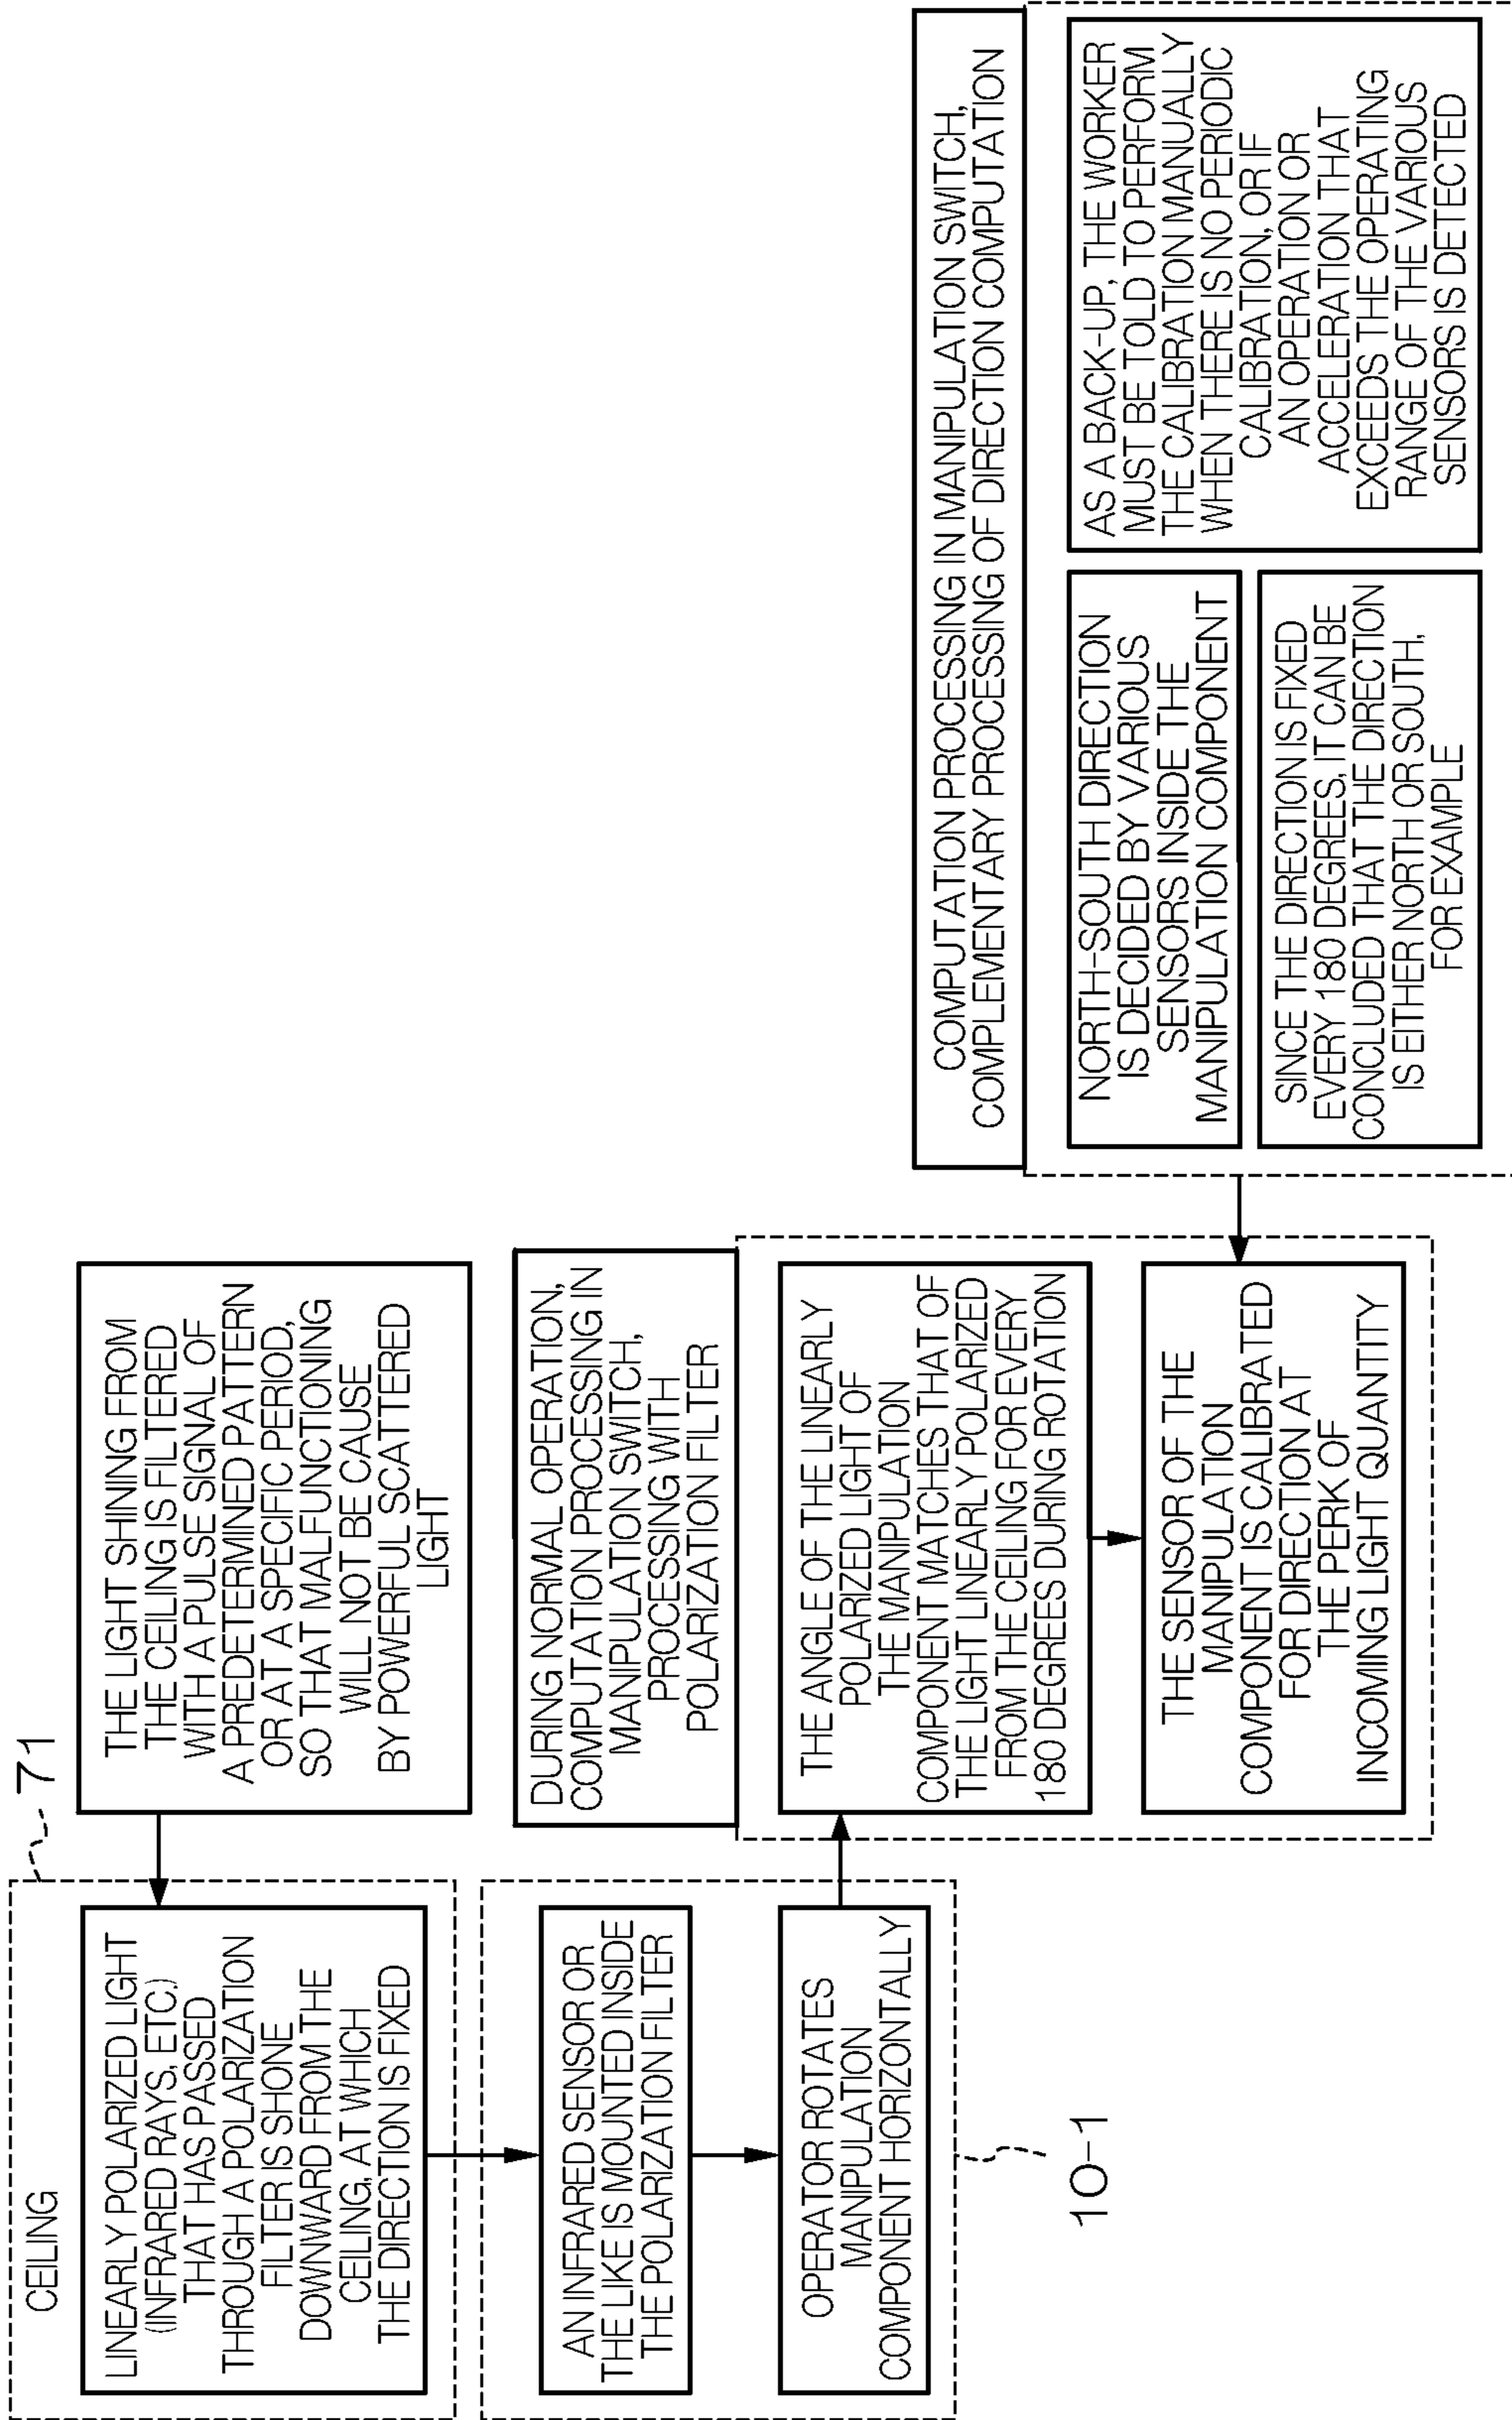 CEILING
71
LINEARLY POLARIZED LIGHT
(INFRARED RAYS, ETC.)
THAT HAS PASSED
THROUGH A POLARIZATION
FILTER IS SHONE
DOWNWARD FROM THE
CEILING, AT WHICH
THE DIRECTION IS FIXED
THE LIGHT SHINING FROM
THE CEILING IS FILTERED
WITH A PULSE SIGNAL OF
A PREDETERMINED PATTERN
OR AT A SPECIFIC PERIOD,
SO THAT MALFUNCTIONING
WILL NOT BE CAUSE
BY POWERFUL SCATTERED
LIGHT
AN INFRARED SENSOR OR
THE LIKE IS MOUNTED INSIDE
THE POLARIZATION FILTER
OPERATOR ROTATES
MANIPULATION
COMPONENT HORIZONTALLY
10-1
DURING NORMAL OPERATION,
COMPUTATION PROCESSING IN
MANIPULATION SWITCH,
PROCESSING WITH
POLARIZATION FILTER
THE ANGLE OF THE LINEARLY
POLARIZED LIGHT OF
THE MANIPULATION
COMPONENT MATCHES THAT OF
THE LIGHT LINEARLY POLARIZED
FROM THE CEILING FOR EVERY
180 DEGREES DURING ROTATION
THE SENSOR OF THE
MANIPULATION
COMPONENT IS CALIBRATED
FOR DIRECTION AT
THE PERK OF
INCOMING LIGHT QUANTITY
COMPUTATION PROCESSING IN MANIPULATION SWITCH,
COMPLEMENTARY PROCESSING OF DIRECTION COMPUTATION
NORTH-SOUTH DIRECTION
IS DECIDED BY VARIOUS
SENSORS INSIDE THE
MANIPULATION COMPONENT
SINCE THE DIRECTION IS FIXED
EVERY 180 DEGREES, IT CAN BE
CONCLUDED THAT THE DIRECTION
IS EITHER NORTH OR SOUTH,
FOR EXAMPLE
AS A BACK-UP, THE WORKER
MUST BE TOLD TO PERFORM
THE CALIBRATION MANUALLY
WHEN THERE IS NO PERIODIC
CALIBRATION, OR IF
AN OPERATION OR
ACCELERATION THAT
EXCEEDS THE OPERATING
RANGE OF THE VARIOUS
SENSORS IS DETECTED